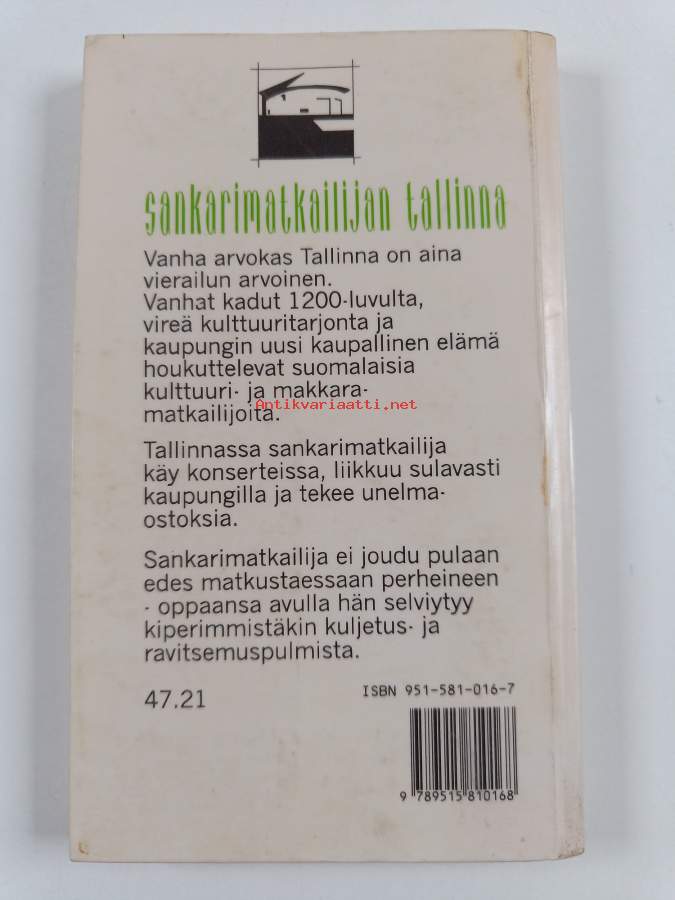 sankarimatkailijan tallinna
Vanha arvokas Tallinna on aina
vierailun arvoinen.
Vanhat kadut 1200-luvulta,
vireä kulttuuritarjonta ja
kaupungin uusi kaupallinen elämä
houkuttelevat suomalaisia
kulttuuri- ja makkara-
Antikvariaatti.net
matkailijoita.
Tallinnassa sankarimatkailija
käy konserteissa, liikkuu sulavasti
kaupungilla ja tekee unelma-
ostoksia.
Sankarimatkailija ei joudu pulaan
edes matkustaessaan perheineen
- oppaansa avulla hän selviytyy
kiperimmistäkin kuljetus- ja
ravitsemuspulmista.
47.21
ISBN 951-581-016-7
9 789515 810168